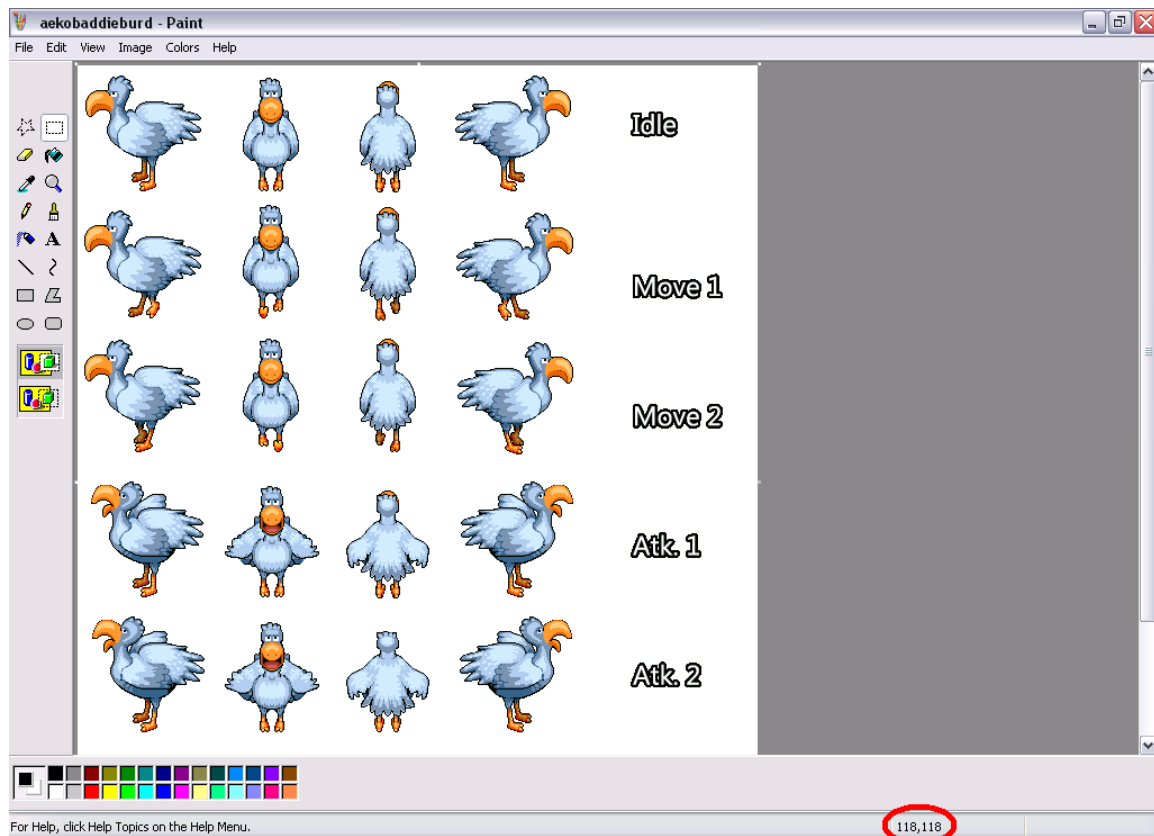 aekobaddieburd - Paint
File Edit View Image Colors Help
A
Idle
Move 1
Move 2
Atk. 1
Atk. 2
For Help, click Help Topics on the Help Menu.
118,118